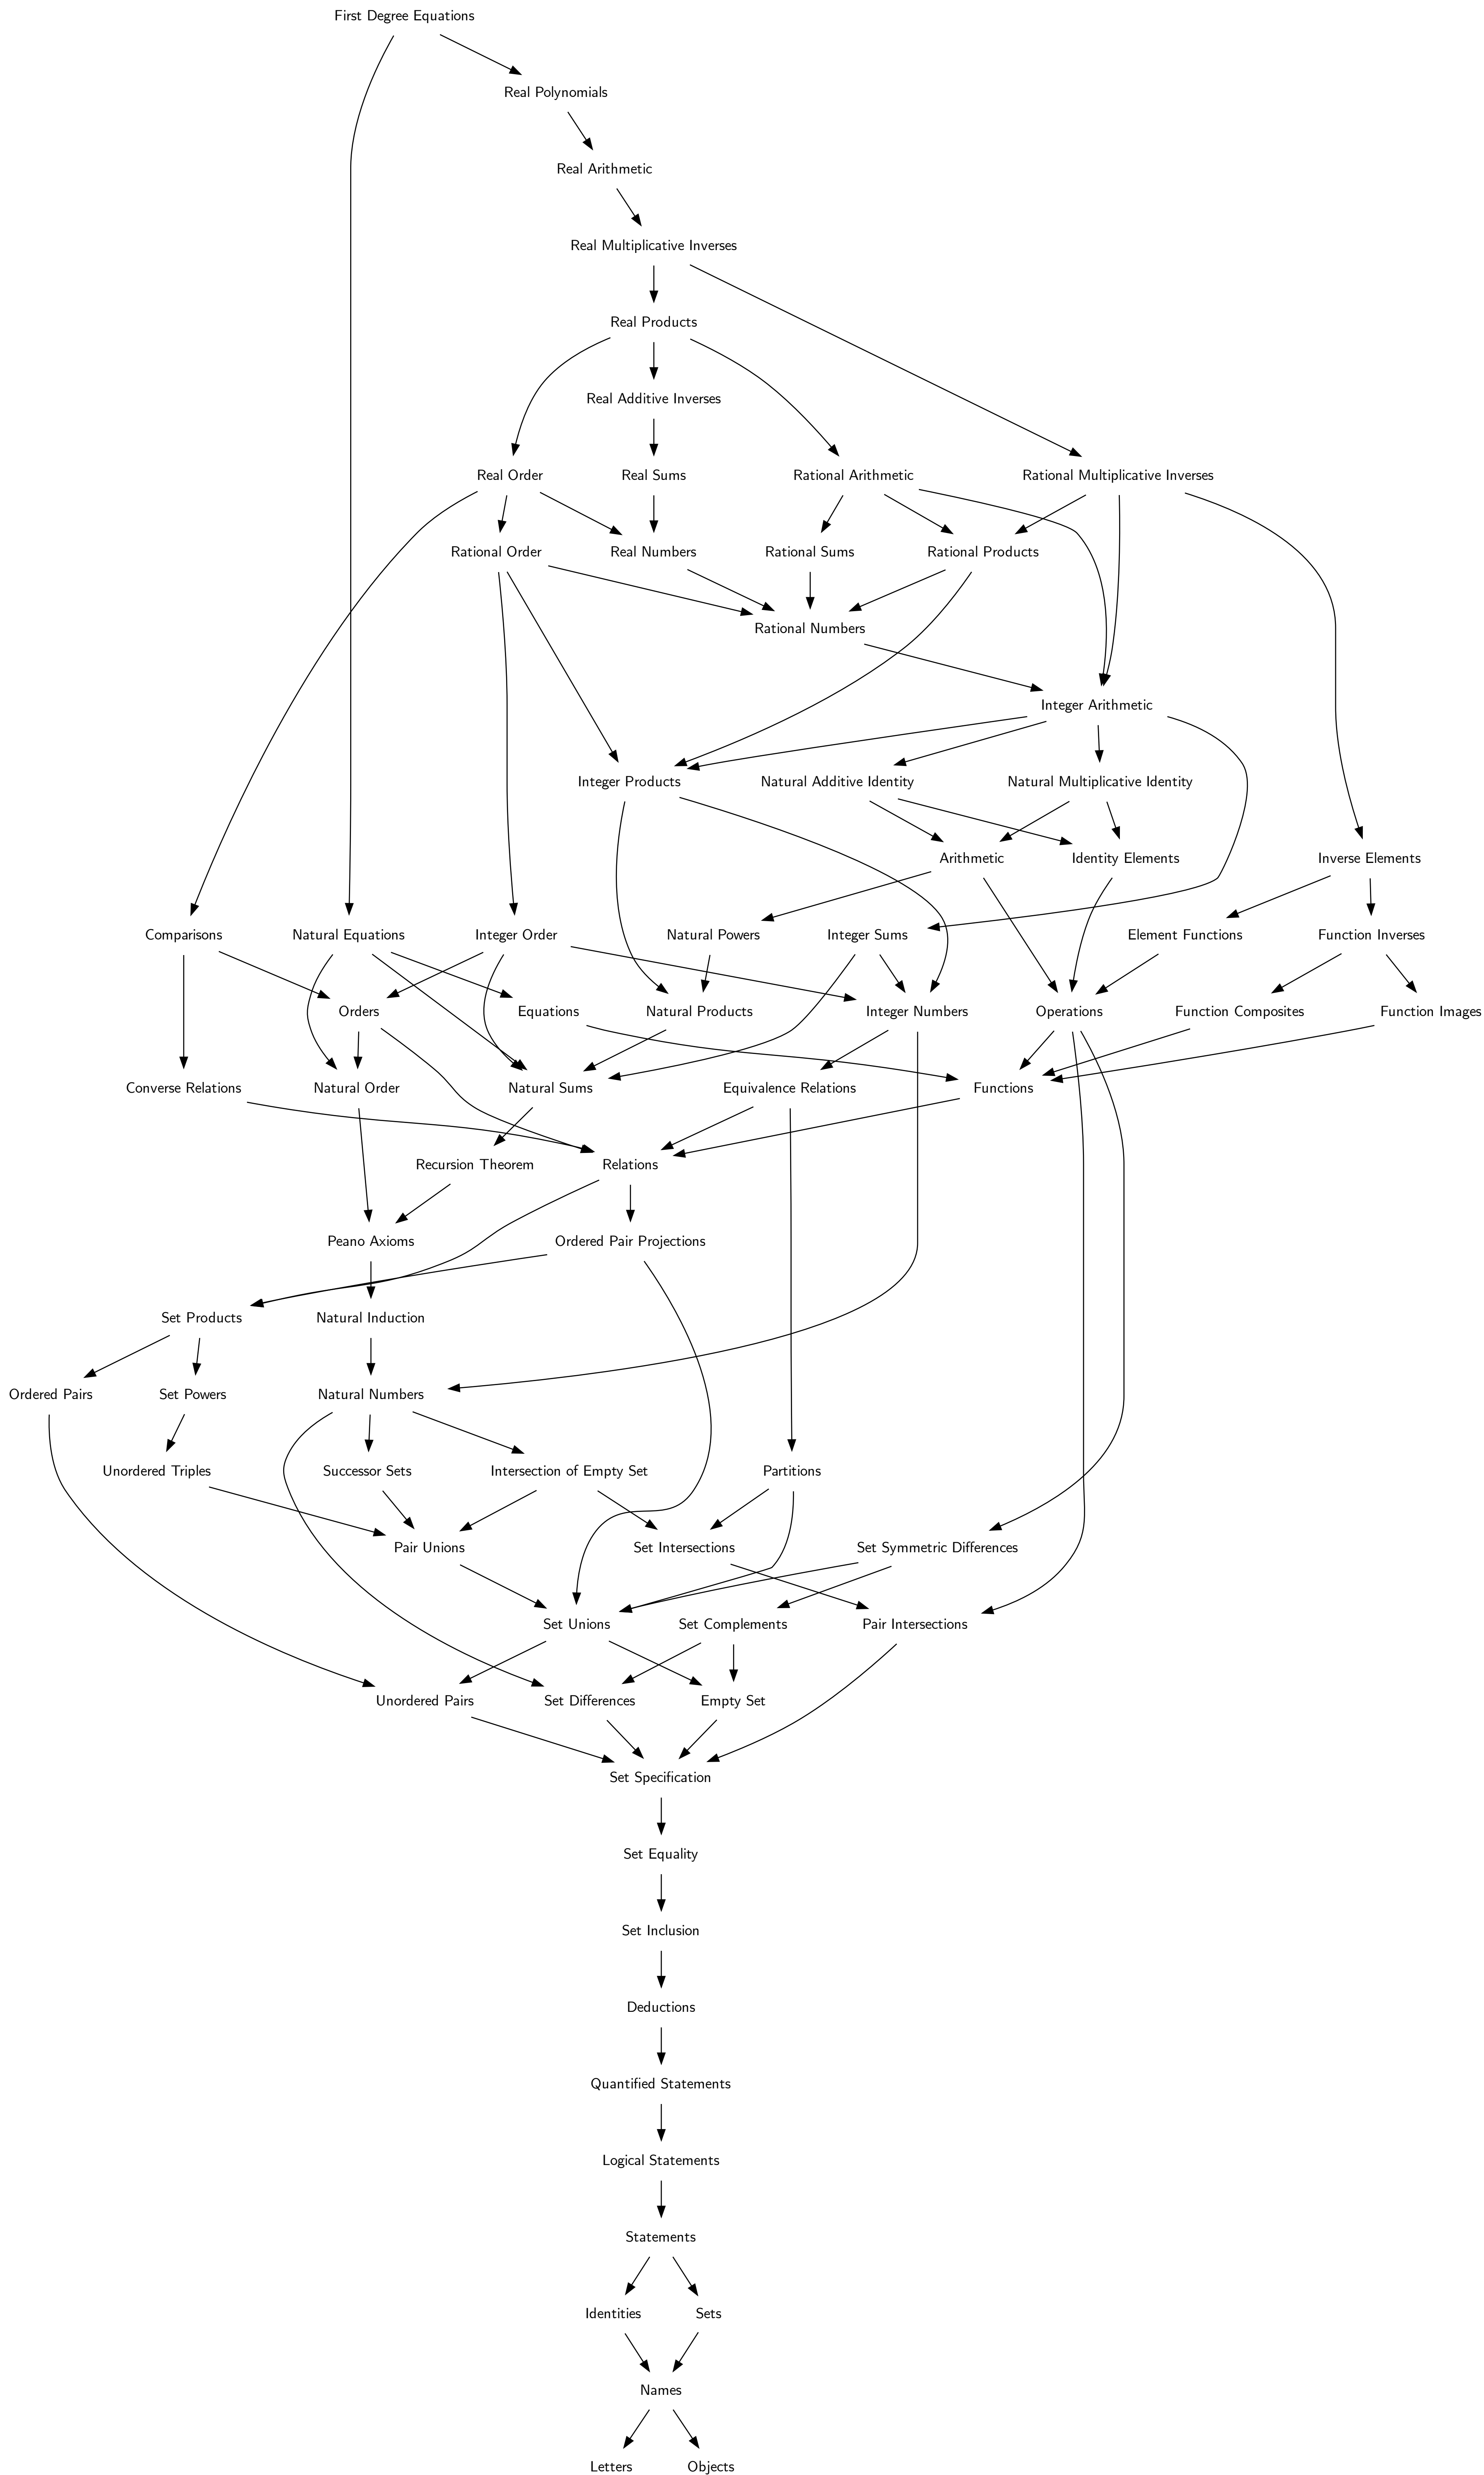 First Degree Equations
Real Polynomials
Real Arithmetic
Real Multiplicative Inverses
Real Products
Real Additive Inverses
Real Order
Real Sums
Rational Arithmetic
Rational Multiplicative Inverses
Rational Order
Real Numbers
Rational Sums
Rational Products
Rational Numbers
Integer Arithmetic
Integer Products
Natural Additive Identity
Natural Multiplicative Identity
Arithmetic
Identity Elements
Inverse Elements
Comparisons
Natural Equations
Integer Order
Natural Powers
Integer Sums
Element Functions
Function Inverses
Orders
Equations
Natural Products
Integer Numbers
Operations
Function Composites
Function Images
Converse Relations
Natural Order
Natural Sums
Equivalence Relations
Functions
Recursion Theorem
Relations
Peano Axioms
Ordered Pair Projections
Set Products
Natural Induction
Ordered Pairs
Set Powers
Natural Numbers
Unordered Triples
Successor Sets
Intersection of Empty Set
Partitions
Pair Unions
Set Intersections
Set Symmetric Differences
Set Unions
Set Complements
Pair Intersections
Unordered Pairs
Set Differences
Empty Set
Set Specification
Set Equality
Set Inclusion
Deductions
Quantified Statements
Logical Statements
Statements
Identities
Sets
Names
Letters
Objects